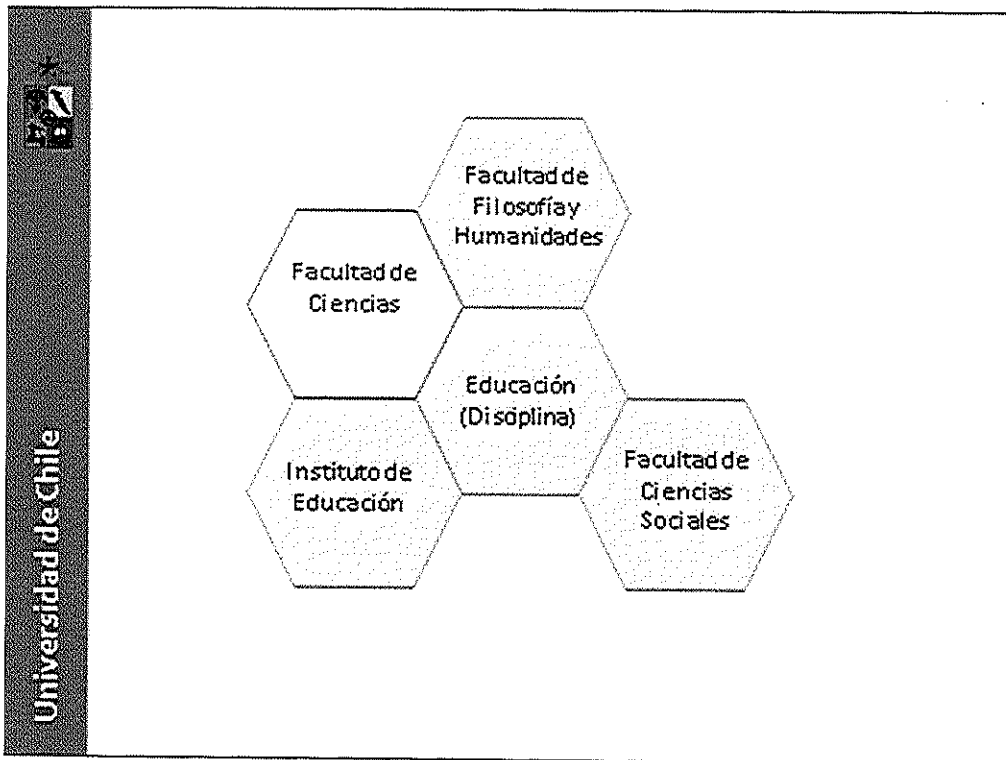 Universidad de Chile
Facultad de
Filosofía y
Humanidades
Facultad de
Ciencias
Educación
(Disciplina)
Instituto de
Educación
Facultad de
Ciencias
Sociales